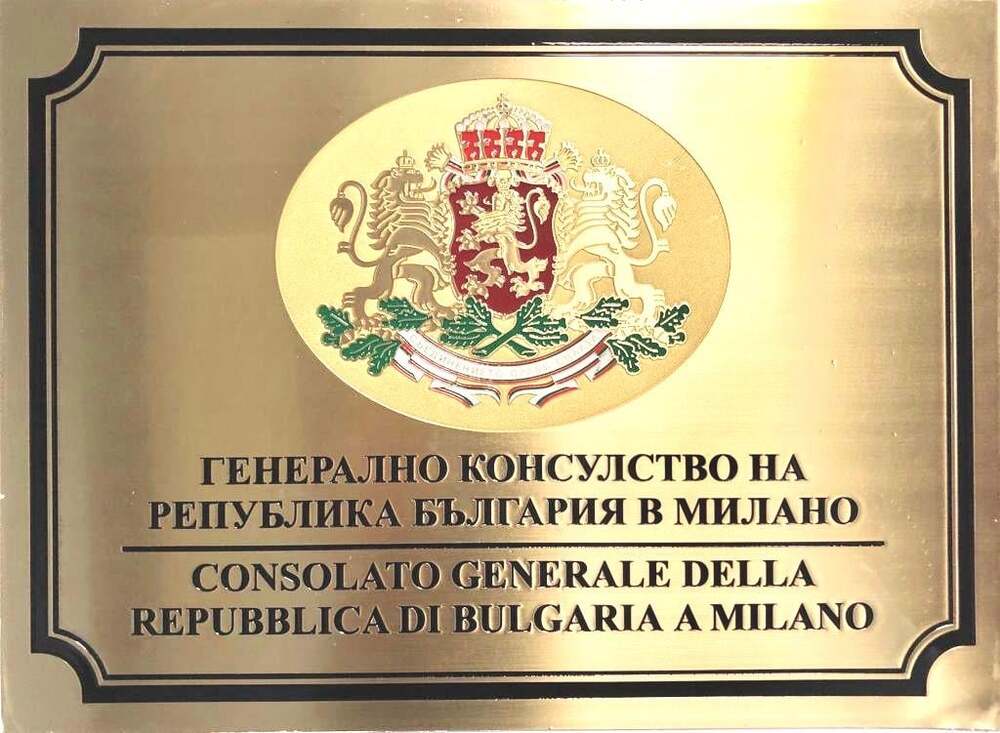 ГЕНЕРАЛНО КОНСУЛСТВО НА
РЕПУБЛИКА БЪЛГАРИЯ В МИЛАНО
CONSOLATO GENERALE DELLA
REPUBBLICA DI BULGARIA A MILANO